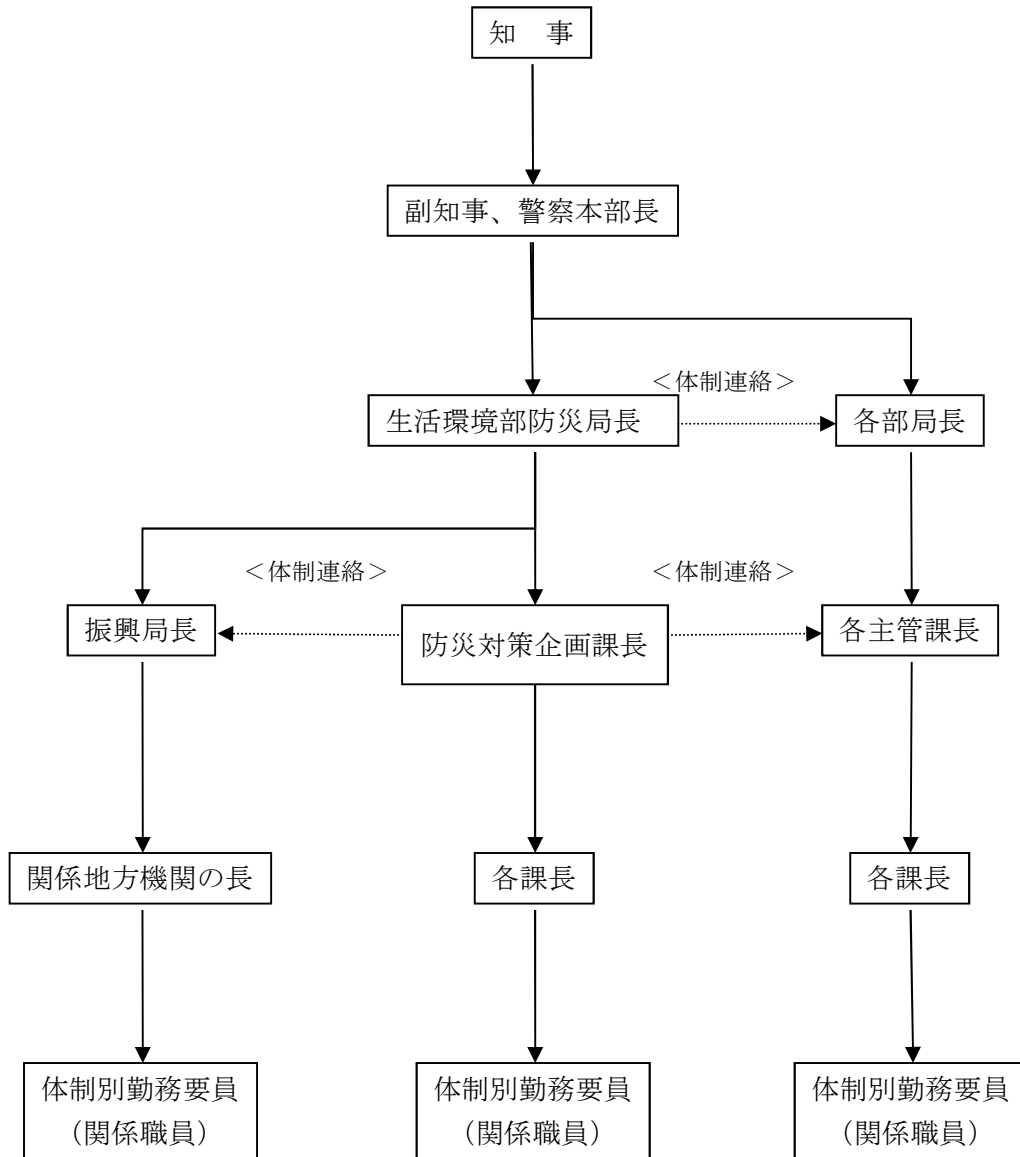 知　事
副知事、警察本部長
＜体制連絡＞
生活環境部防災局長
各部局長
＜体制連絡＞
＜体制連絡＞
振興局長
防災対策企画課長
各主管課長
関係地方機関の長
各課長
各課長
体制別勤務要員
（関係職員）
体制別勤務要員
（関係職員）
体制別勤務要員
（関係職員）